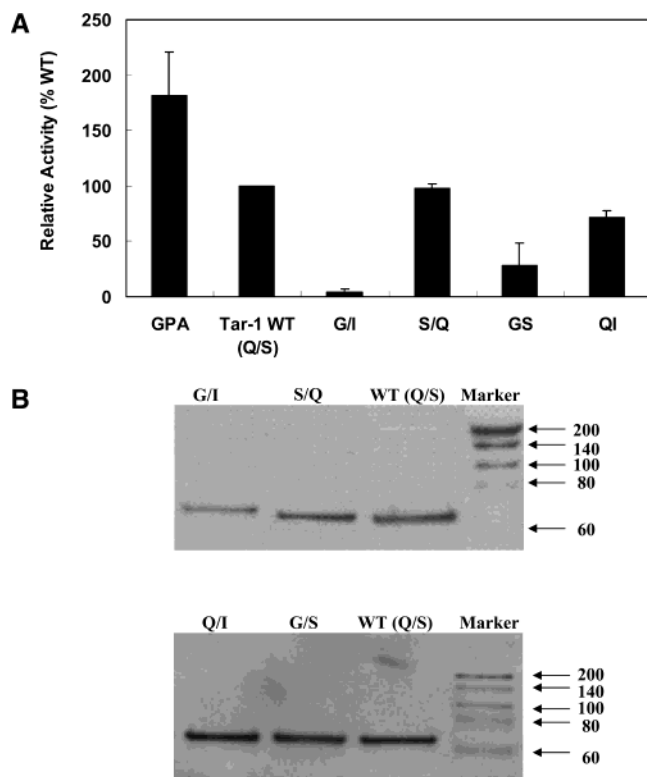 A
Relative Activity (% WT)
250
200
150
100
50
0
GPA
Tar-1 WT
(Q/S)
G/I
S/Q
GS
QI
B
G/I S/Q WT (Q/S) Marker
200
140
100
80
60
Q/I G/S WT (Q/S) Marker
200
140
100
80
60